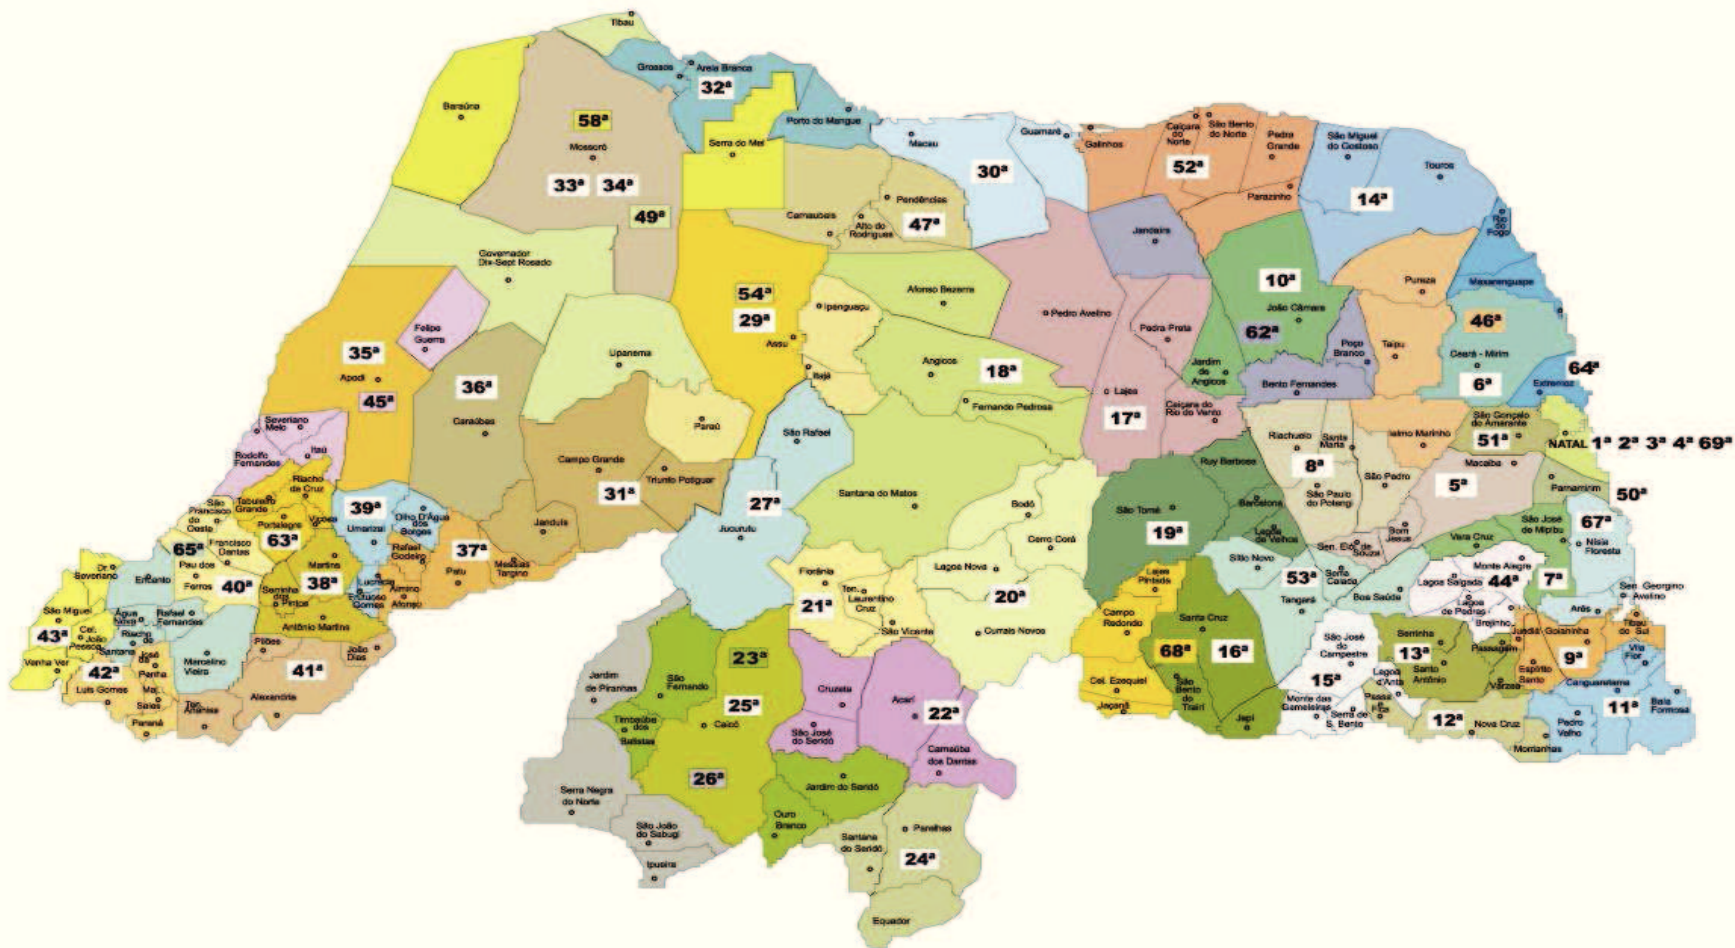 Tibau
Grossos
Areia Branca
32ª
Baraúna
58ª
Mossoró
33ª 34ª
49ª
Serra do Mel
Porto do Mangue
Macau
Guamaré
30ª
Galinhos
Caiçara
do
Norte
São Bento
do Norte
Pedra
Grande
52ª
Parazinho
São Miguel
do Gostoso
Touros
14ª
Rio
do
Fogo
Carnaubais
Pendências
Alto do
Rodrigues
47ª
Jandaíra
Governador
Dix-Sept Rosado
54ª
29ª
Assu
Ipanguaçu
Itajá
Afonso Bezerra
Pedro Avelino
Pedra Preta
10ª
João Câmara
62ª
Jardim
de
Angicos
Poço
Branco
Bento Fernandes
Pureza
Taipu
Maxaranguape
46ª
Ceará - Mirim
6ª
64ª
Extremoz
Felipe
Guerra
35ª
Apodi
45ª
36ª
Caraúbas
Upanema
Paraú
Angicos
18ª
Fernando Pedrosa
Lajes
17ª
Caiçara do
Rio do Vento
Riachuelo
Santa
Maria
8ª
São Paulo
do Potengi
São Pedro
Ielmo Marinho
São Gonçalo
do Amarante
51ª
NATAL 1ª 2ª 3ª 4ª 69ª
Macaíba
5ª
Parnamirim
50ª
Severiano
Melo
Rodolfo
Fernandes
Itaú
São Rafael
Campo Grande
31ª
Triunfo Potiguar
Janduís
27ª
Jucurutu
Santana do Matos
Bodó
Cerro Corá
Lagoa Nova
20ª
Currais Novos
Ruy Barbosa
Barcelona
São Tomé
19ª
Lagoa
de Velhos
Sen. Elói de
Souza
Bom
Jesus
Vera Cruz
São José
de Mipibu
67ª
Nísia
Floresta
Riacho
da Cruz
Tabuleiro
Grande
São
Francisco
do
Oeste
Portalegre
Viçosa
63ª
39ª
Umarizal
Olho D'Água
dos
Borges
Rafael
Godeiro
37ª
Patu
Messias
Targino
Almino
Afonso
Lucrécia
Frutuoso
Gomes
65ª
Francisco
Dantas
Pau dos
Ferros
40ª
Martins
38ª
Serrinha
dos
Pintos
Antônio Martins
Dr.
Severiano
Encanto
São Miguel
43ª
Cel.
João
Pessoa
Venha Ver
Água
Nova
Rafael
Fernandes
Riacho
de
Santana
José
da
Penha
Marcelino
Vieira
Pilões
João
Dias
41ª
Alexandria
42ª
Luís Gomes
Maj.
Sales
Paraná
Ten.
Ananias
Florânia
21ª
Ten.
Laurentino
Cruz
São Vicente
Lajes
Pintada
Campo
Redondo
Santa Cruz
68ª
16ª
São
Bento
do
Trairi
Cel. Ezequiel
Jaçanã
Japi
Sítio Novo
53ª
Serra
Caiada
Tangará
Boa Saúde
Lagoa Salgada
Monte Alegre
44ª
Lagoa
de Pedras
Brejinho
7ª
Arês
Sen. Georgino
Avelino
Tibau
do Sul
São José
do
Campestre
15ª
Monte das
Gameleiras
Serra de
S. Bento
Lagoa
d'Anta
Passa
e Fica
Serrinha
13ª
Santo
Antônio
Passagem
Várzea
Jundiá
Goianinha
9ª
Espírito
Santo
Vila
Flor
Canguaretama
11ª
Baía
Formosa
Pedro
Velho
12ª
Nova Cruz
Montanhas
Jardim
de Piranhas
São
Fernando
Timbaúba
dos
Batistas
23ª
25ª
Caicó
26ª
Cruzeta
São José
do Seridó
Acari
22ª
Carnaúba
dos Dantas
Jardim do Seridó
Ouro
Branco
Serra Negra
do Norte
São João
do Sabugi
Ipueira
Santana
do Seridó
Parelhas
24ª
Equador